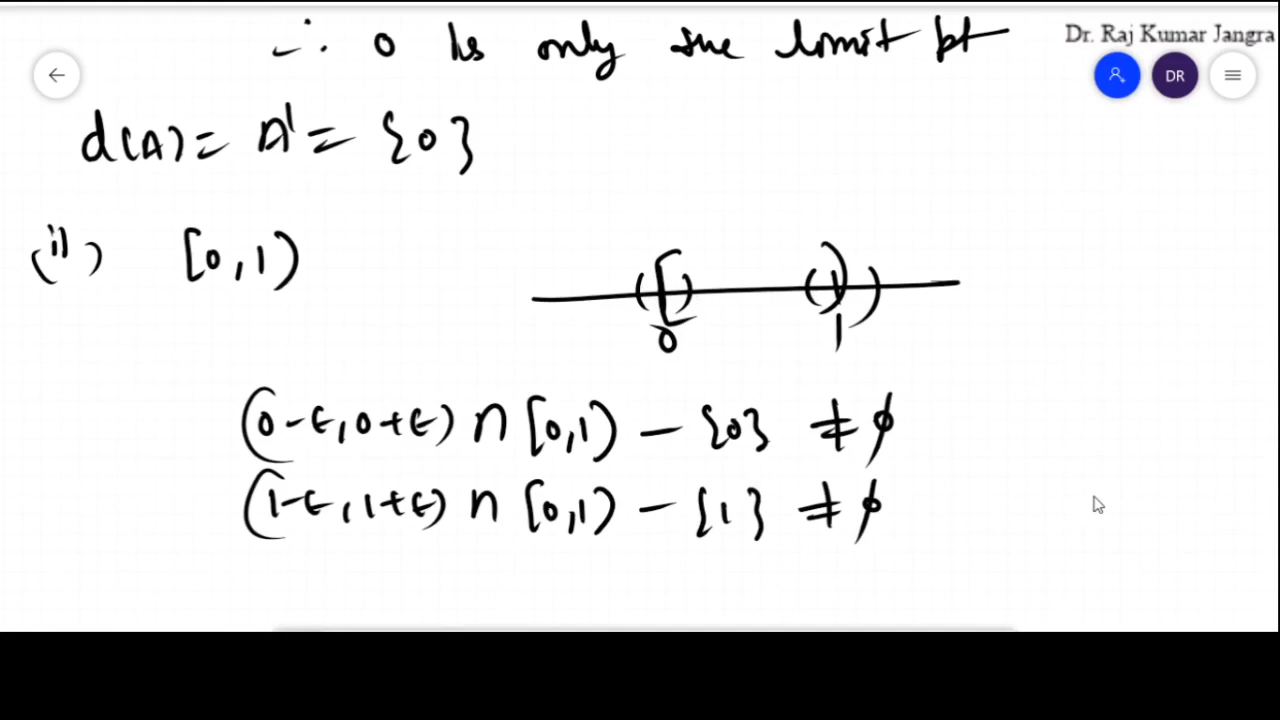 ∴ 0 is only the limit pt
Dr. Raj Kumar Jangra
DR
d(A) = A' = {0}
(ii) [0,1)
0 1
(0-ε, 0+ε) ∩ [0,1) - {0} ≠ φ
(1-ε, 1+ε) ∩ [0,1) - {1} ≠ φ